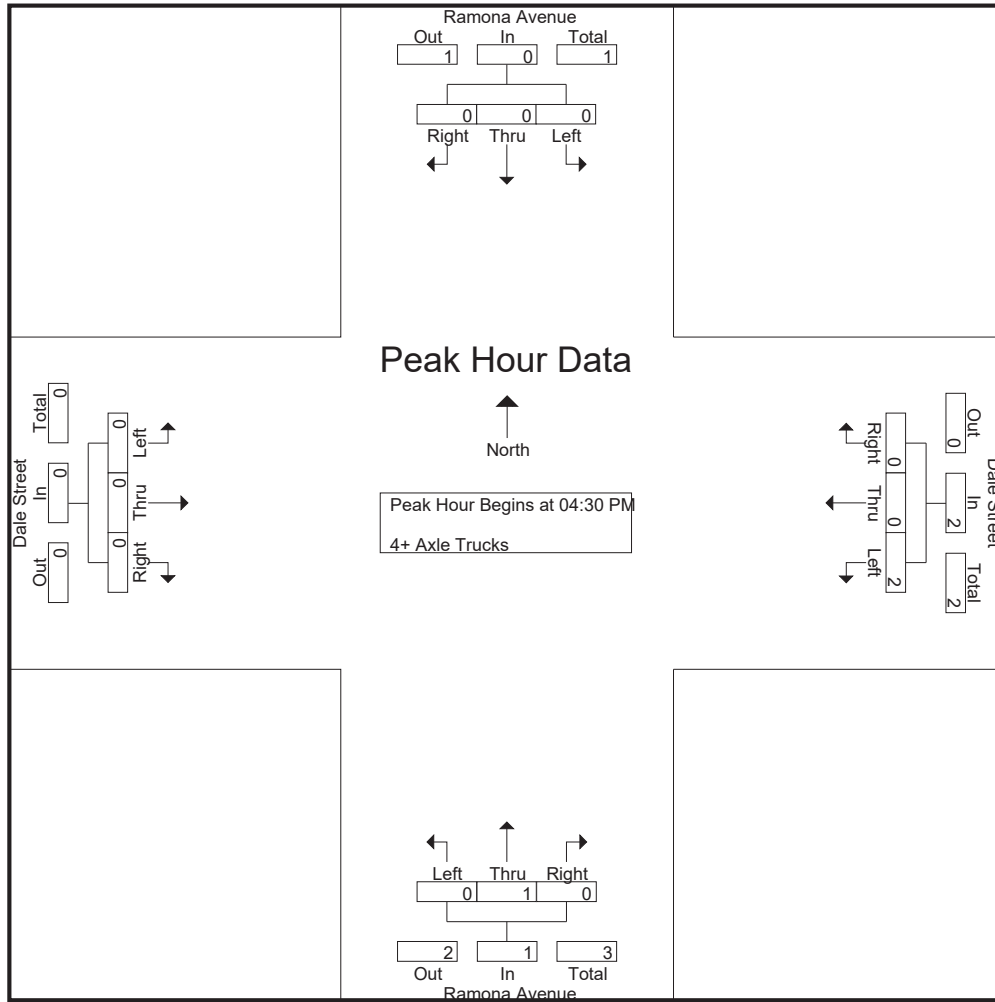 Ramona Avenue
Out In Total
1 0 1
0 0 0
Right Thru Left
Peak Hour Data
North
Peak Hour Begins at 04:30 PM
4+ Axle Trucks
Dale Street
Total In Out
0 0 0
0 0 0
Left Thru Right
Right Thru Left
0 0 2
Out In Total
0 2 2
Dale Street
Left Thru Right
0 1 0
2 1 3
Out In Total
Ramona Avenue